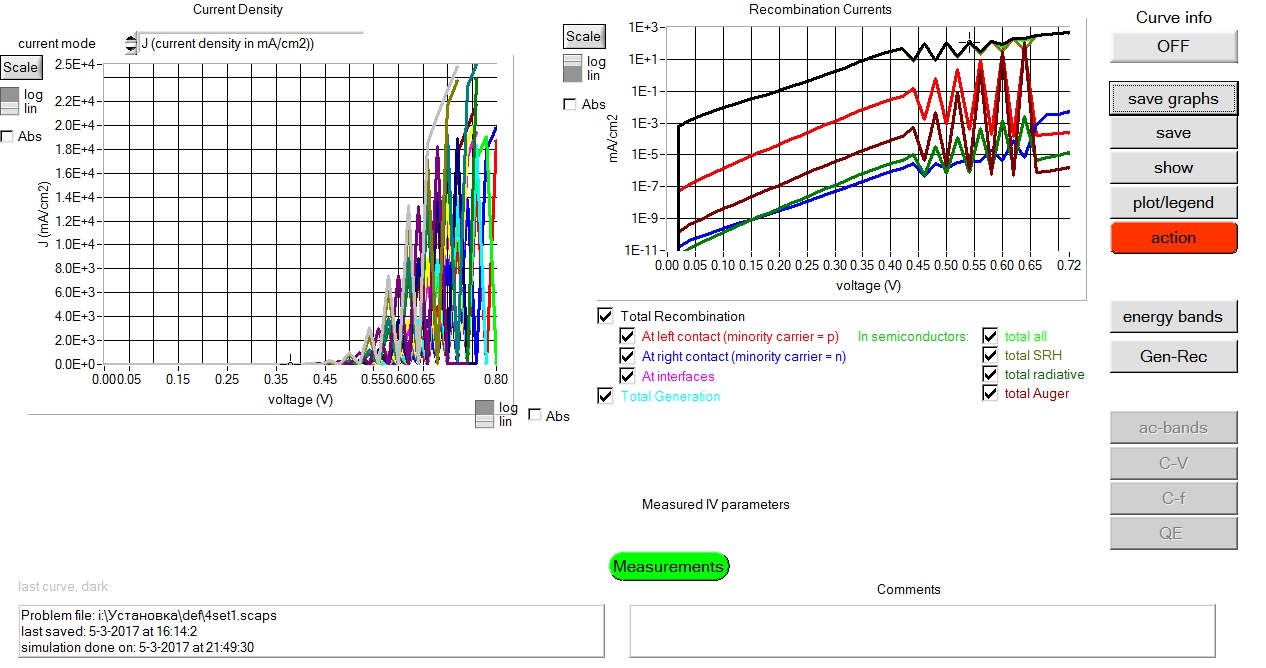 Current Density
current mode
J (current density in mA/cm2))
Scale
log
lin
Abs
J (mA/cm2)
2.5E+4
2.2E+4
2.0E+4
1.8E+4
1.6E+4
1.4E+4
1.2E+4
1.0E+4
8.0E+3
6.0E+3
4.0E+3
2.0E+3
0.0E+0
0.00 0.05 0.15 0.25 0.35 0.45 0.55 0.60 0.65 0.80
voltage (V)
log
lin
Abs
Recombination Currents
Scale
log
lin
Abs
mA/cm2
1E+3
1E+1
1E-1
1E-3
1E-5
1E-7
1E-9
1E-11
0.00 0.05 0.10 0.15 0.20 0.25 0.30 0.35 0.40 0.45 0.50 0.55 0.60 0.65 0.72
voltage (V)
Total Recombination
At left contact (minority carrier = p)
At right contact (minority carrier = n)
At interfaces
Total Generation
In semiconductors:
total all
total SRH
total radiative
total Auger
Curve info
OFF
save graphs
save
show
plot/legend
action
energy bands
Gen-Rec
ac-bands
C-V
C-f
QE
Measured IV parameters
Measurements
last curve, dark
Problem file: i:\Установка\def\4set1.scaps
last saved: 5-3-2017 at 16:14:2
simulation done on: 5-3-2017 at 21:49:30
Comments